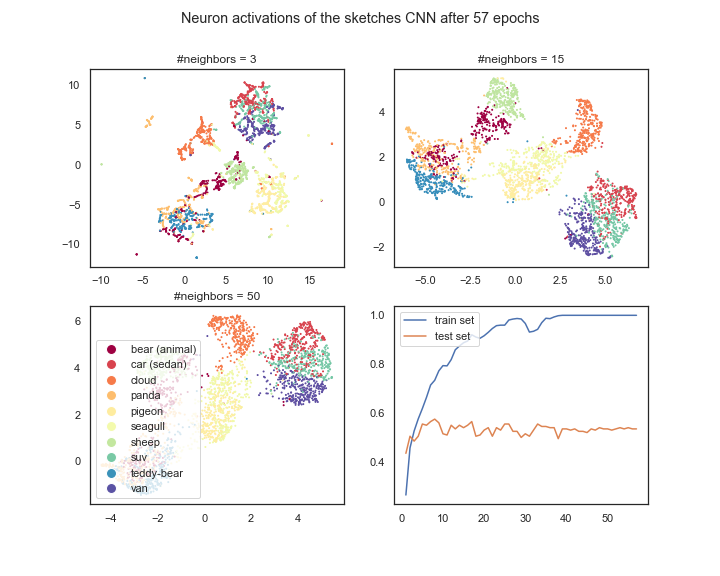 Neuron activations of the sketches CNN after 57 epochs
#neighbors = 3
10
5
0
−5
−10
−10
−5
0
5
10
15
#neighbors = 15
4
2
0
−2
−5.0
−2.5
0.0
2.5
5.0
#neighbors = 50
6
4
2
0
−4
−2
0
2
4
bear (animal)
car (sedan)
cloud
panda
pigeon
seagull
sheep
suv
teddy-bear
van
1.0
0.8
0.6
0.4
0
10
20
30
40
50
train set
test set